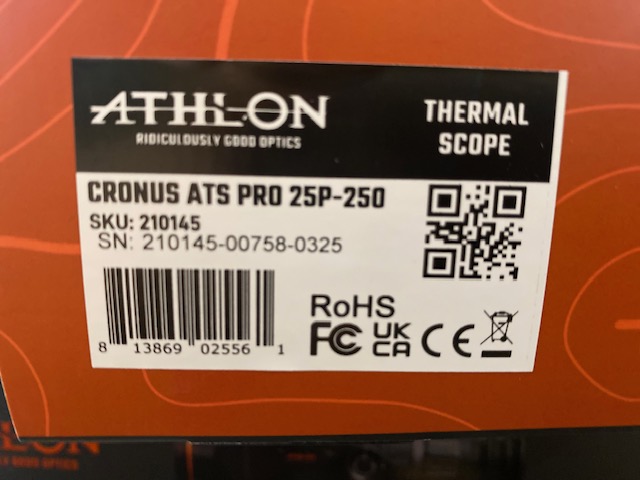 ATHLON
RIDICULOUSLY GOOD OPTICS
THERMAL
SCOPE
CRONUS ATS PRO 25P-250
SKU: 210145
SN: 210145-00758-0325
8 13869 02556 1
RoHS
FC UK CA CE